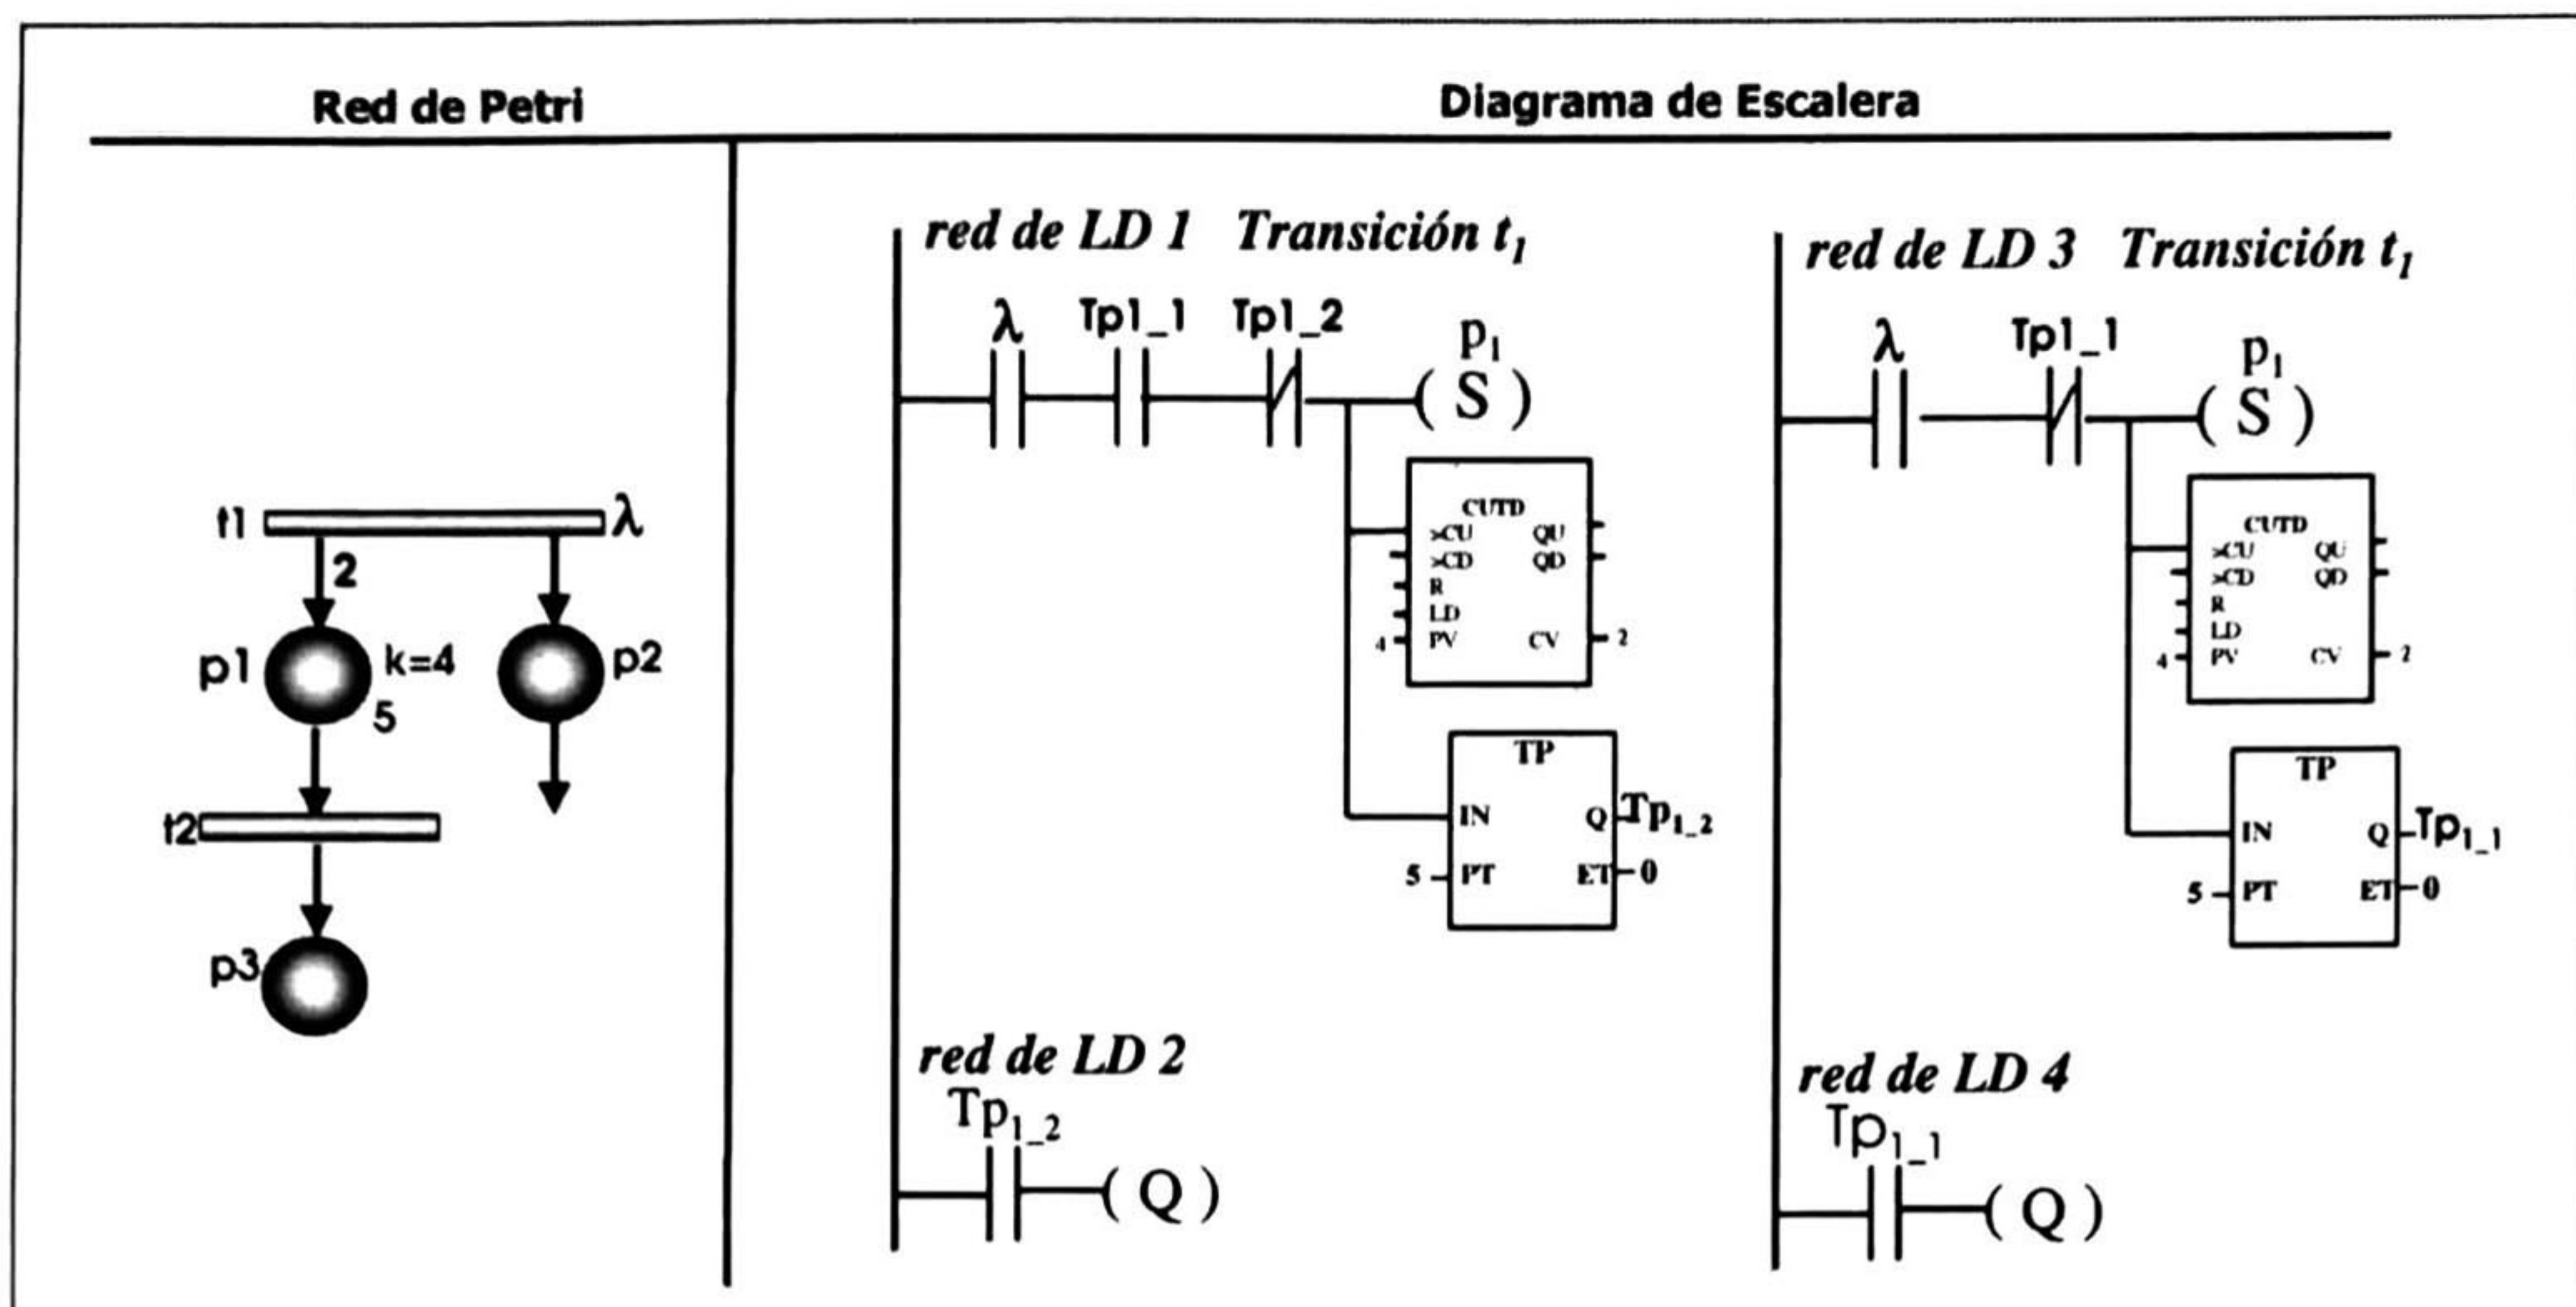 Red de Petri
Diagrama de Escalera
t1
λ
2
p1
k=4
5
p2
t2
p3
red de LD 1 Transición t1
λ Tp1_1 Tp1_2 p1
( S )
CUTD
>CU QU
>CD QD
R
LD
4 PV CV 2
TP
IN Q Tp1_2
5 PT ET 0
red de LD 2
Tp1_2
( Q )
red de LD 3 Transición t1
λ Tp1_1 p1
( S )
CUTD
>CU QU
>CD QD
R
LD
4 PV CV 2
TP
IN Q Tp1_1
5 PT ET 0
red de LD 4
Tp1_1
( Q )